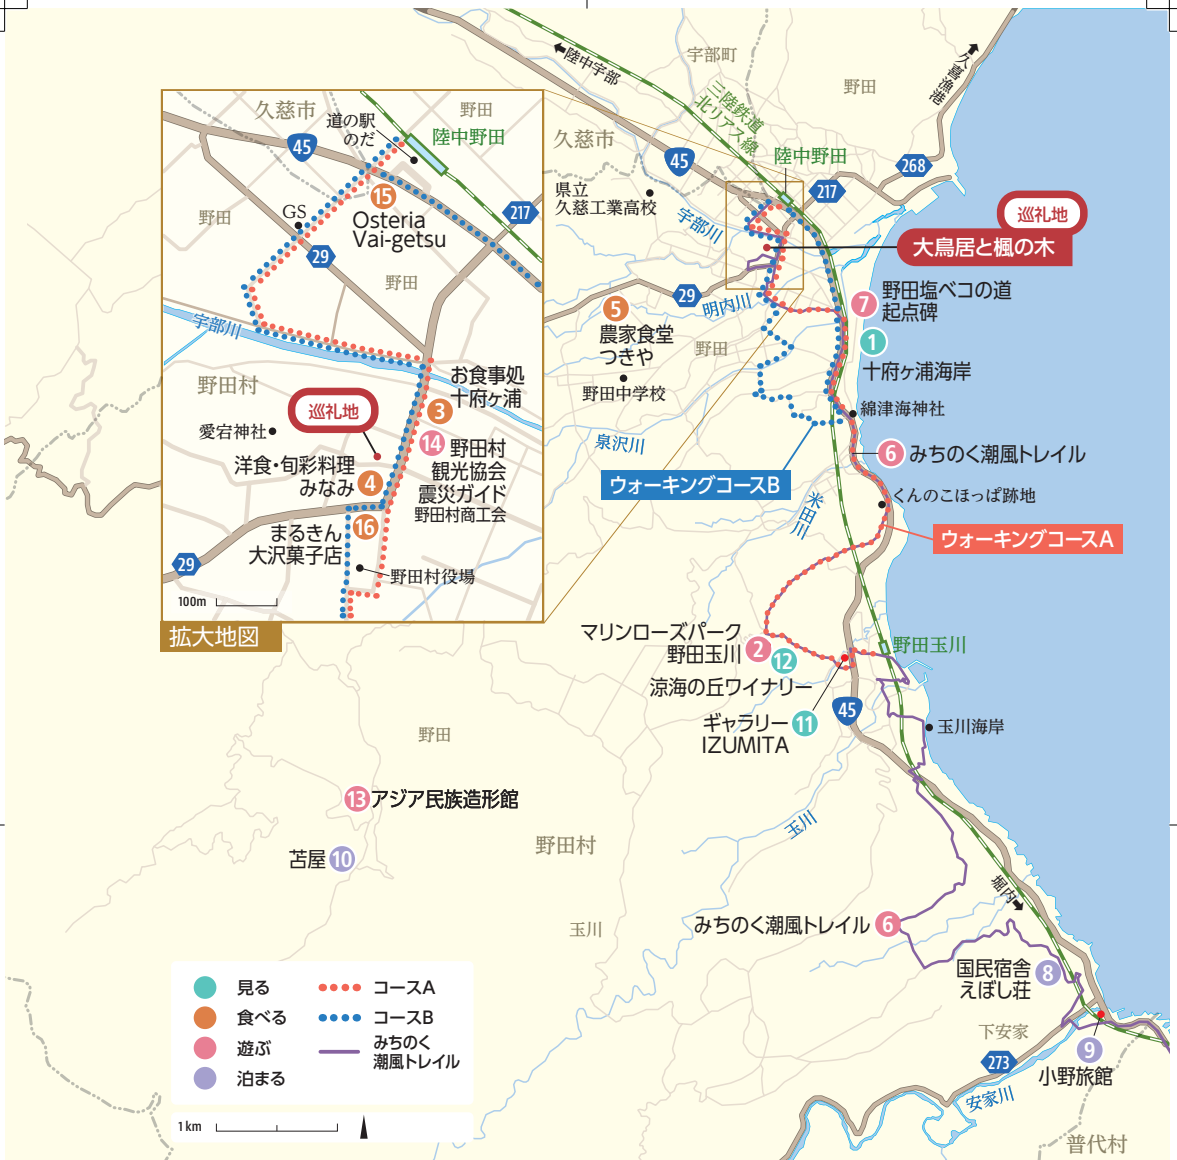 陸中宇部
宇部町
野田
久喜漁港
三陸鉄道
北リアス線
久慈市
45
陸中野田
268
217
県立
久慈工業高校
宇部川
巡礼地
大鳥居と楓の木
29
明内川
5
農家食堂
つきや
野田
野田中学校
7
野田塩ベコの道
起点碑
1
十府ヶ浦海岸
綿津海神社
泉沢川
6
みちのく潮風トレイル
ウォーキングコースB
米田川
くんのこほっぱ跡地
ウォーキングコースA
久慈市
道の駅
のだ
野田
陸中野田
45
15
Osteria
Vai-getsu
217
野田
GS
29
野田
宇部川
お食事処
十府ヶ浦
3
野田村
巡礼地
愛宕神社
14
野田村
観光協会
震災ガイド
野田村商工会
洋食・旬彩料理
みなみ
4
16
まるきん
大沢菓子店
29
野田村役場
100m
拡大地図
マリンローズパーク
野田玉川
2
12
涼海の丘ワイナリー
野田玉川
ギャラリー
IZUMITA
11
45
玉川海岸
野田
13
アジア民族造形館
苫屋
10
野田村
玉川
堀内
玉川
みちのく潮風トレイル
6
国民宿舎
えぼし荘
8
下安家
9
小野旅館
273
安家川
普代村
見る
食べる
遊ぶ
泊まる
コースA
コースB
みちのく
潮風トレイル
1km